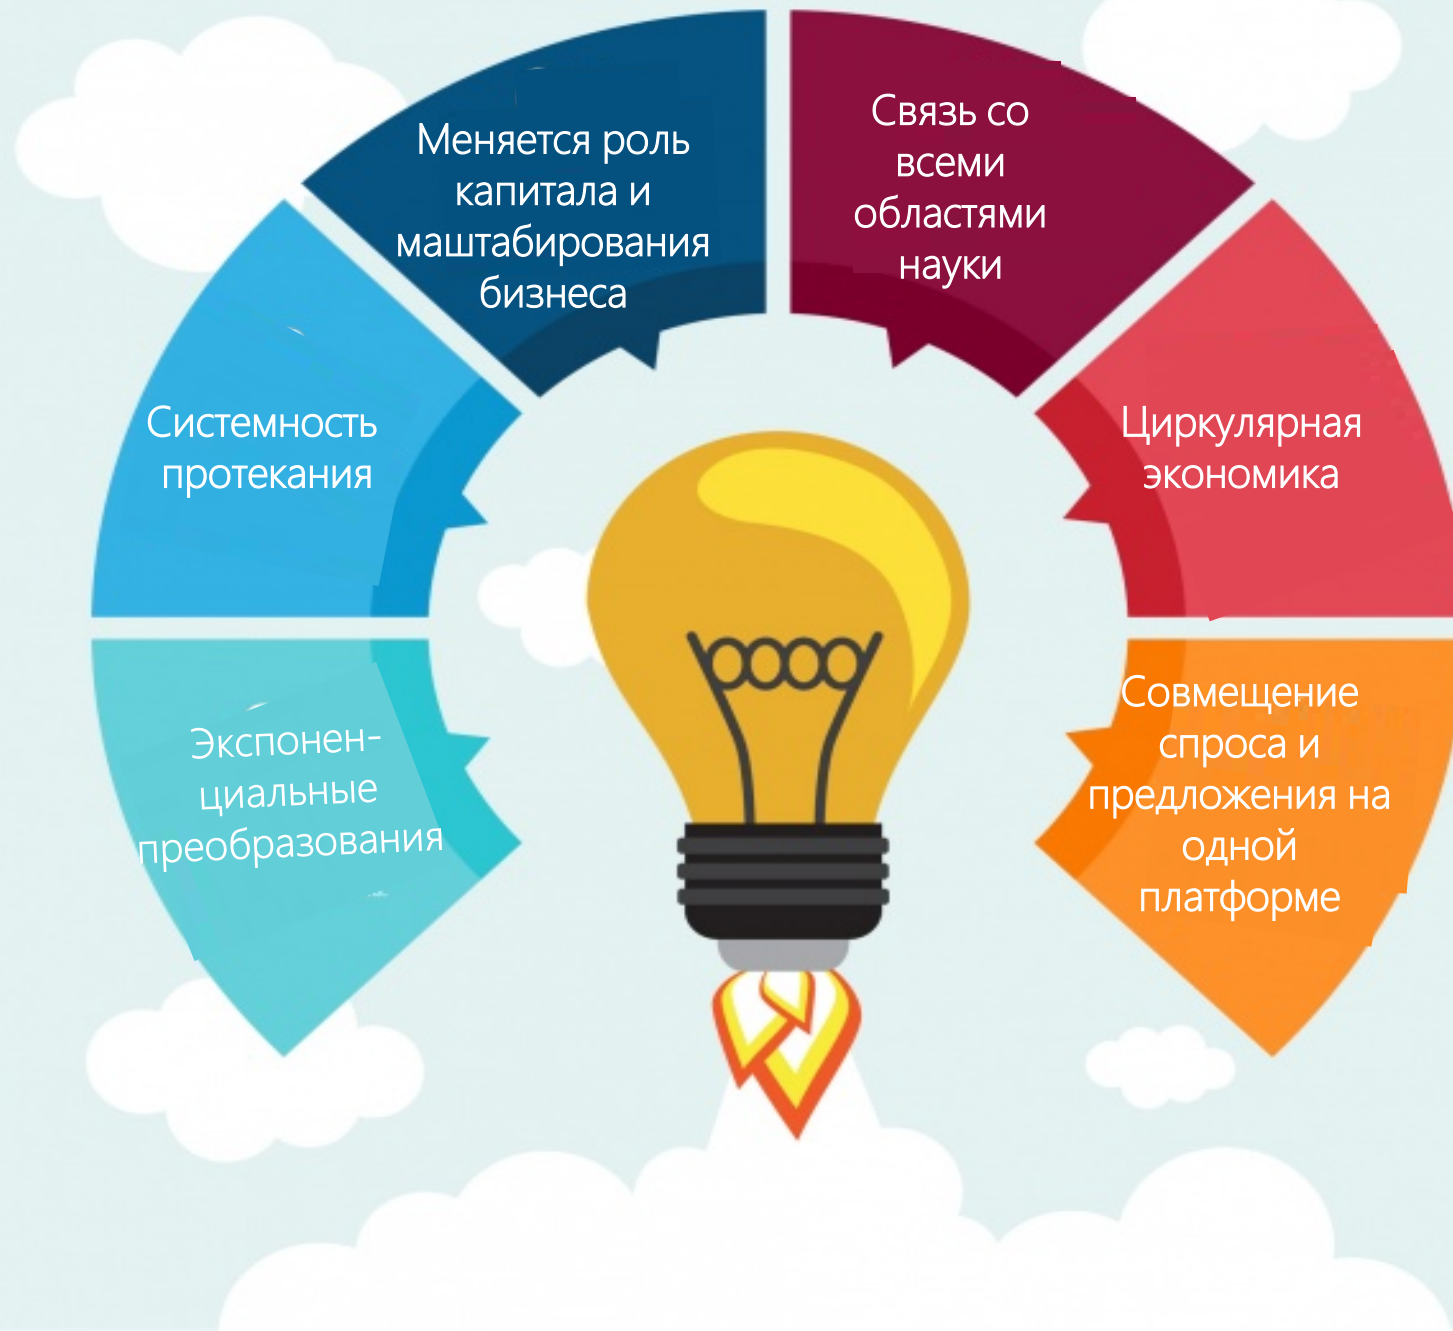 Экспонен-
циальные
преобразования
Системность
протекания
Меняется роль
капитала и
маштабирования
бизнеса
Связь со
всеми
областями
науки
Циркулярная
экономика
Совмещение
спроса и
предложения на
одной
платформе